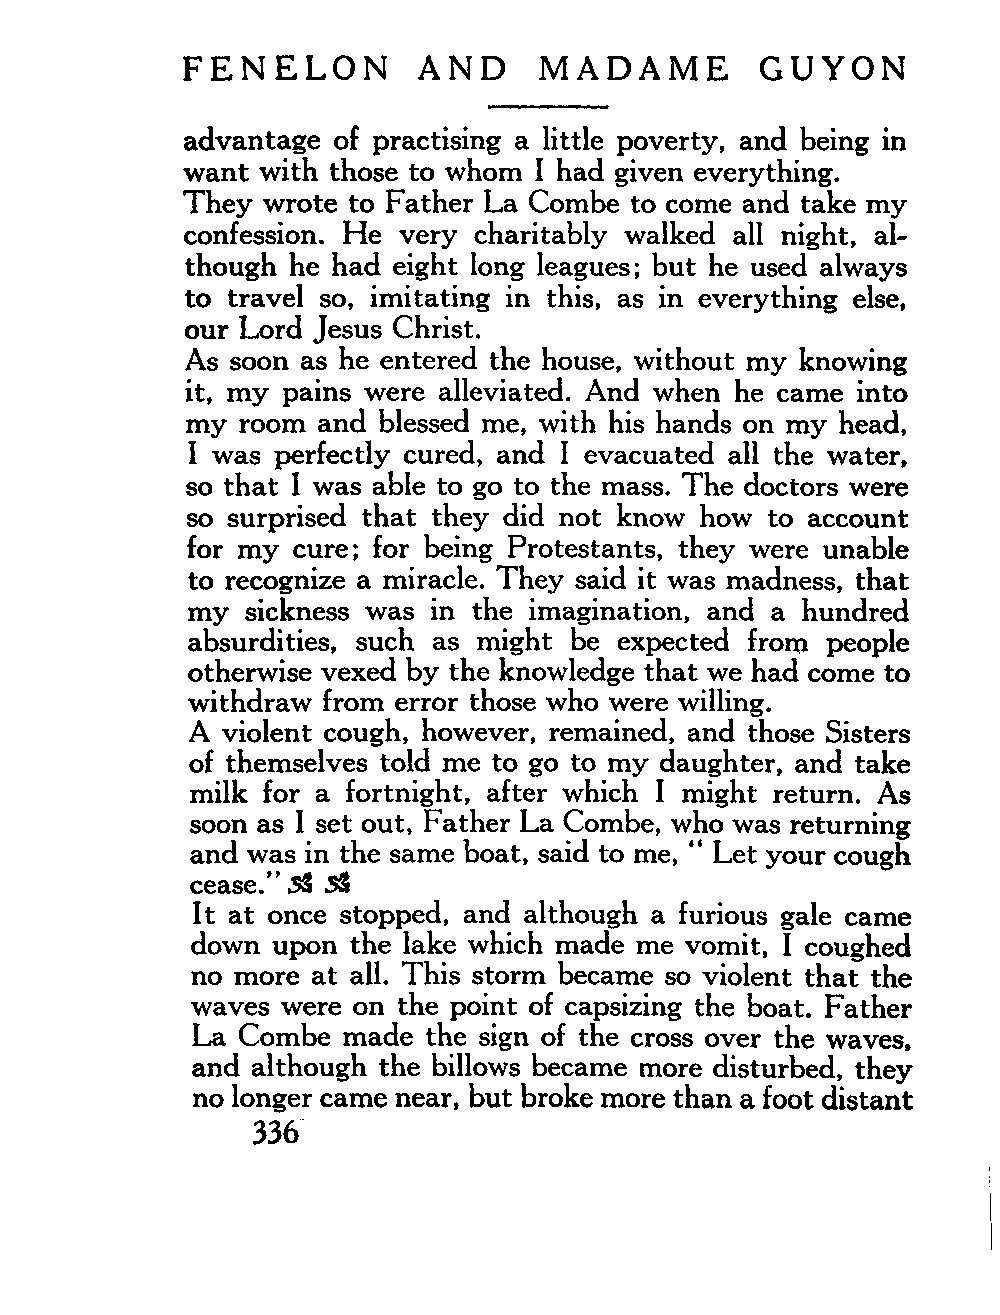 FENELON AND MADAME GUYON
advantage of practising a little poverty, and being in
want with those to whom I had given everything.
They wrote to Father La Combe to come and take my
confession. He very charitably walked all night, al-
though he had eight long leagues; but he used always
to travel so, imitating in this, as in everything else,
our Lord Jesus Christ.
As soon as he entered the house, without my knowing
it, my pains were alleviated. And when he came into
my room and blessed me, with his hands on my head,
I was perfectly cured, and I evacuated all the water,
so that I was able to go to the mass. The doctors were
so surprised that they did not know how to account
for my cure; for being Protestants, they were unable
to recognize a miracle. They said it was madness, that
my sickness was in the imagination, and a hundred
absurdities, such as might be expected from people
otherwise vexed by the knowledge that we had come to
withdraw from error those who were willing.
A violent cough, however, remained, and those Sisters
of themselves told me to go to my daughter, and take
milk for a fortnight, after which I might return. As
soon as I set out, Father La Combe, who was returning
and was in the same boat, said to me, “ Let your cough
cease.”
It at once stopped, and although a furious gale came
down upon the lake which made me vomit, I coughed
no more at all. This storm became so violent that the
waves were on the point of capsizing the boat. Father
La Combe made the sign of the cross over the waves,
and although the billows became more disturbed, they
no longer came near, but broke more than a foot distant
336